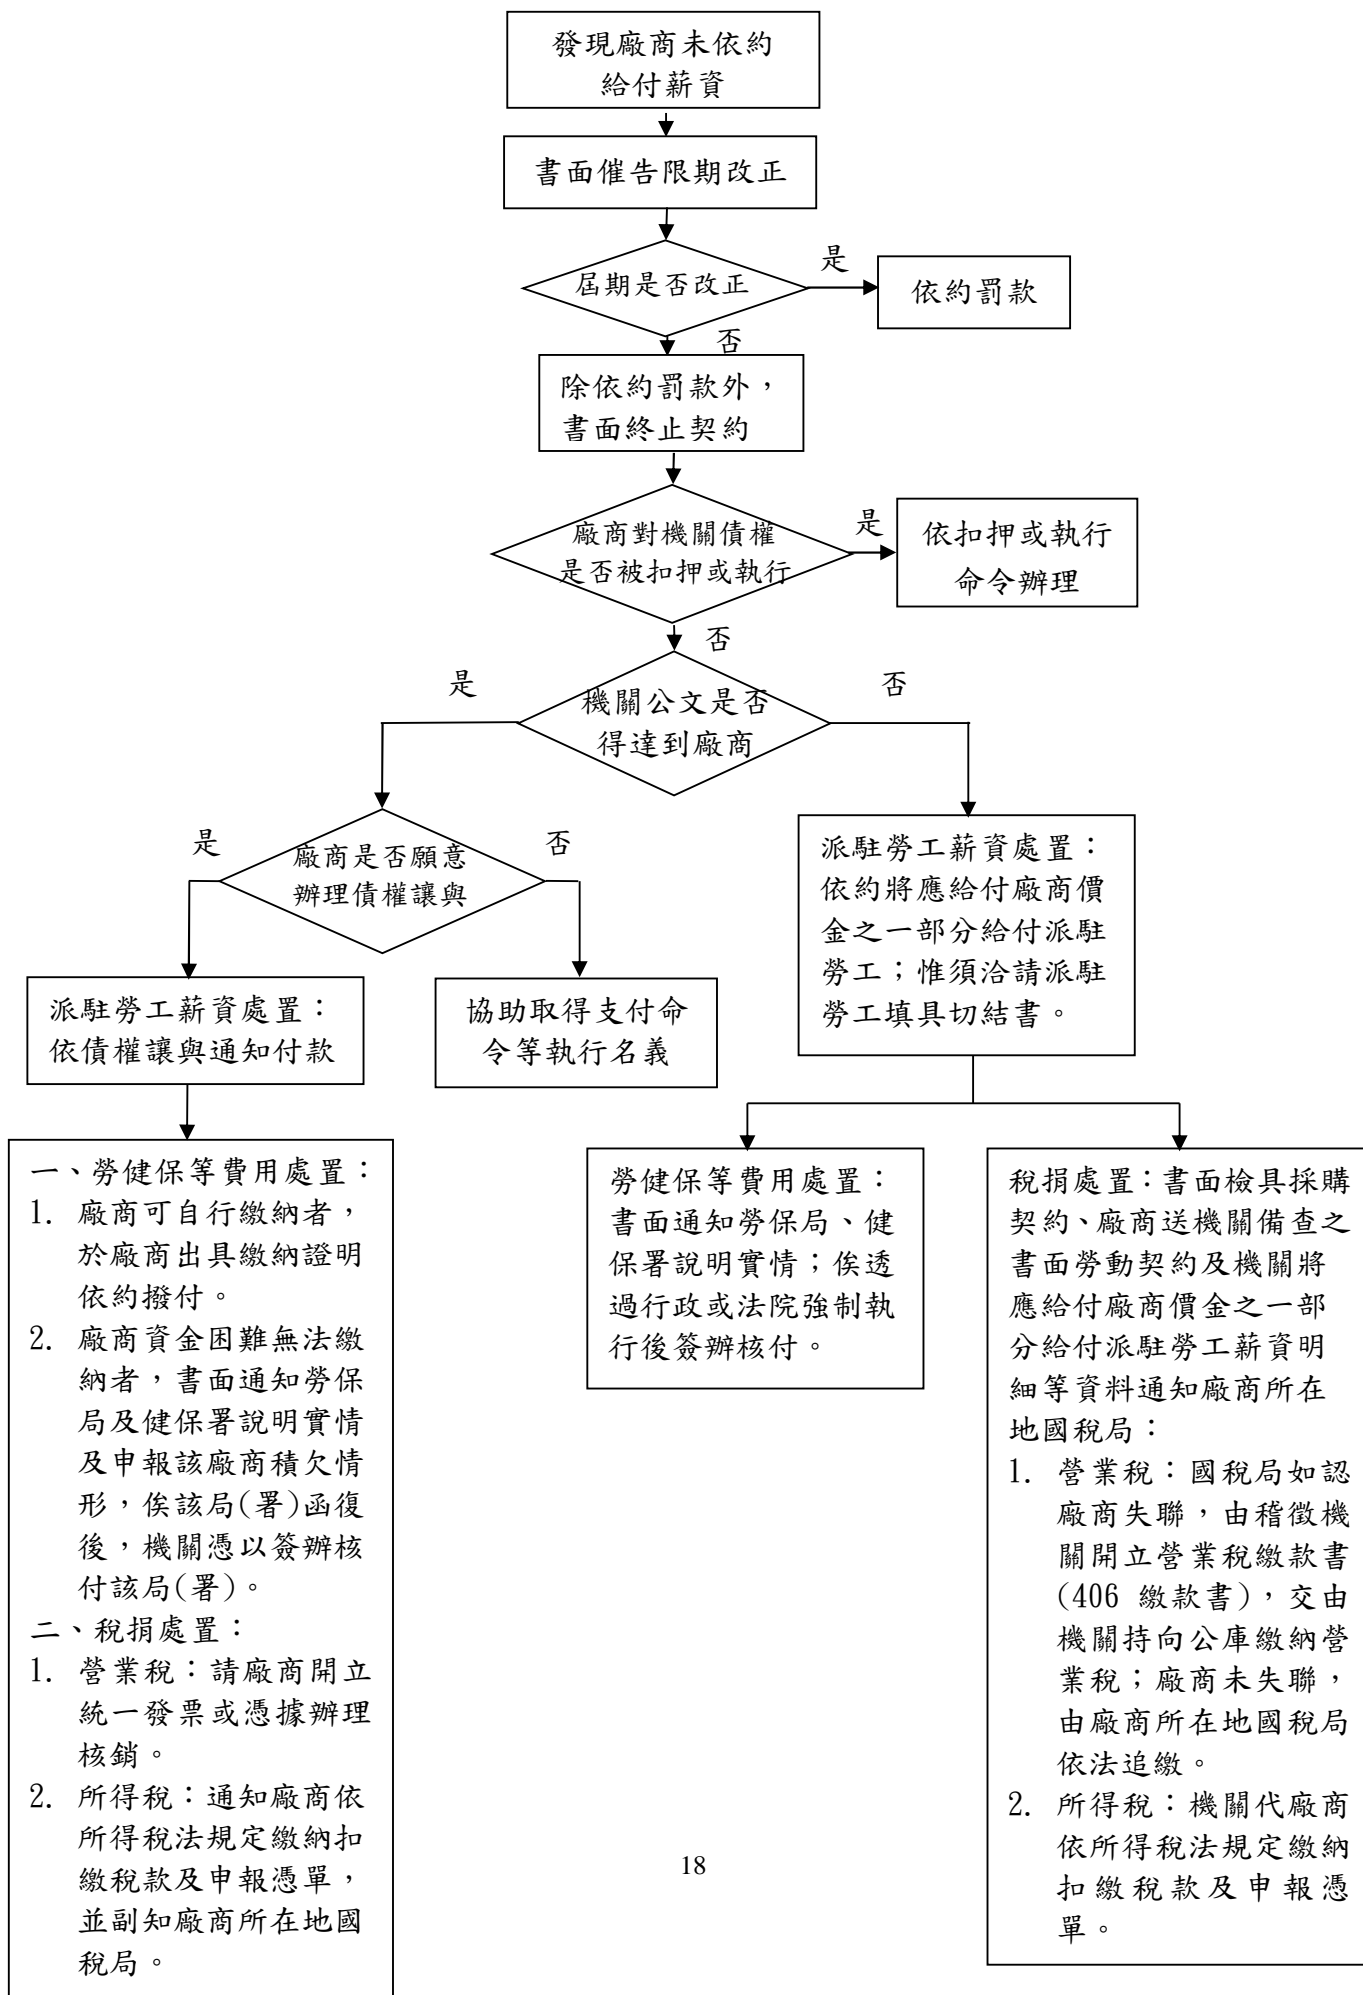 發現廠商未依約
給付薪資
書面催告限期改正
屆期是否改正
是
依約罰款
否
除依約罰款外，
書面終止契約
廠商對機關債權
是否被扣押或執行
是
依扣押或執行
命令辦理
否
機關公文是否
得達到廠商
是
否
廠商是否願意
辦理債權讓與
是
否
派駐勞工薪資處置：
依債權讓與通知付款
協助取得支付命
令等執行名義
派駐勞工薪資處置：
依約將應給付廠商價
金之一部分給付派駐
勞工；惟須洽請派駐
勞工填具切結書。
一、勞健保等費用處置：
1. 廠商可自行繳納者，
於廠商出具繳納證明
依約撥付。
2. 廠商資金困難無法繳
納者，書面通知勞保
局及健保署說明實情
及申報該廠商積欠情
形，俟該局(署)函復
後，機關憑以簽辦核
付該局(署)。
二、稅捐處置：
1. 營業稅：請廠商開立
統一發票或憑據辦理
核銷。
2. 所得稅：通知廠商依
所得稅法規定繳納扣
繳稅款及申報憑單，
並副知廠商所在地國
稅局。
勞健保等費用處置：
書面通知勞保局、健
保署說明實情；俟透
過行政或法院強制執
行後簽辦核付。
稅捐處置：書面檢具採購
契約、廠商送機關備查之
書面勞動契約及機關將
應給付廠商價金之一部
分給付派駐勞工薪資明
細等資料通知廠商所在
地國稅局：
1. 營業稅：國稅局如認
廠商失聯，由稽徵機
關開立營業稅繳款書
(406 繳款書)，交由
機關持向公庫繳納營
業稅；廠商未失聯，
由廠商所在地國稅局
依法追繳。
2. 所得稅：機關代廠商
依所得稅法規定繳納
扣繳稅款及申報憑
單。
18